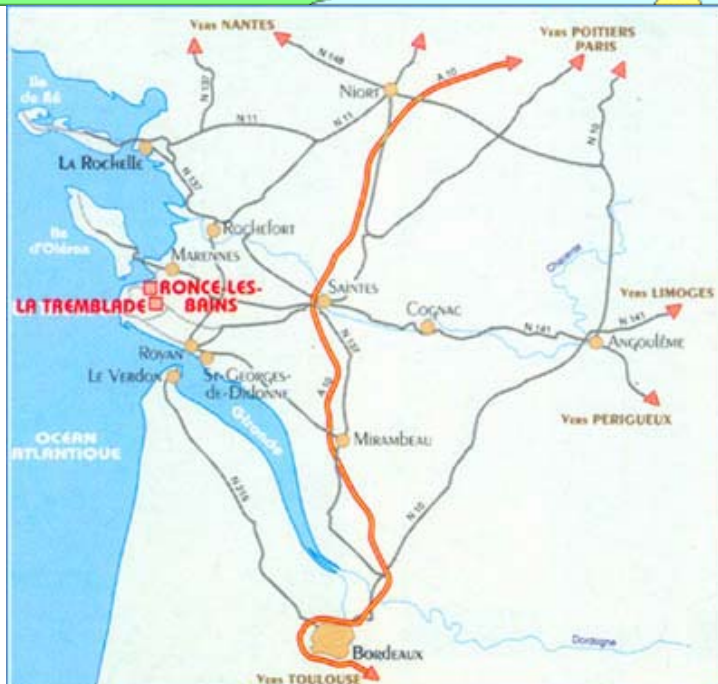 Vers NANTES
Vers POITIERS
PARIS
N 148
N 137
A 10
Niort
Ile
de Ré
N 11
N 11
N 10
La Rochelle
N 137
Rochefort
Ile
d'Oléron
Marennes
Charente
RONCE-LES-
BAINS
LA TREMBLADE
Saintes
Cognac
Vers LIMOGES
N 141
N 141
Angoulême
N 137
Royan
Le Verdon
St-Georges-
de-Didonne
A 10
Vers PERIGUEUX
OCEAN
ATLANTIQUE
Gironde
Mirambeau
N 215
N 10
Bordeaux
Dordogne
Vers TOULOUSE